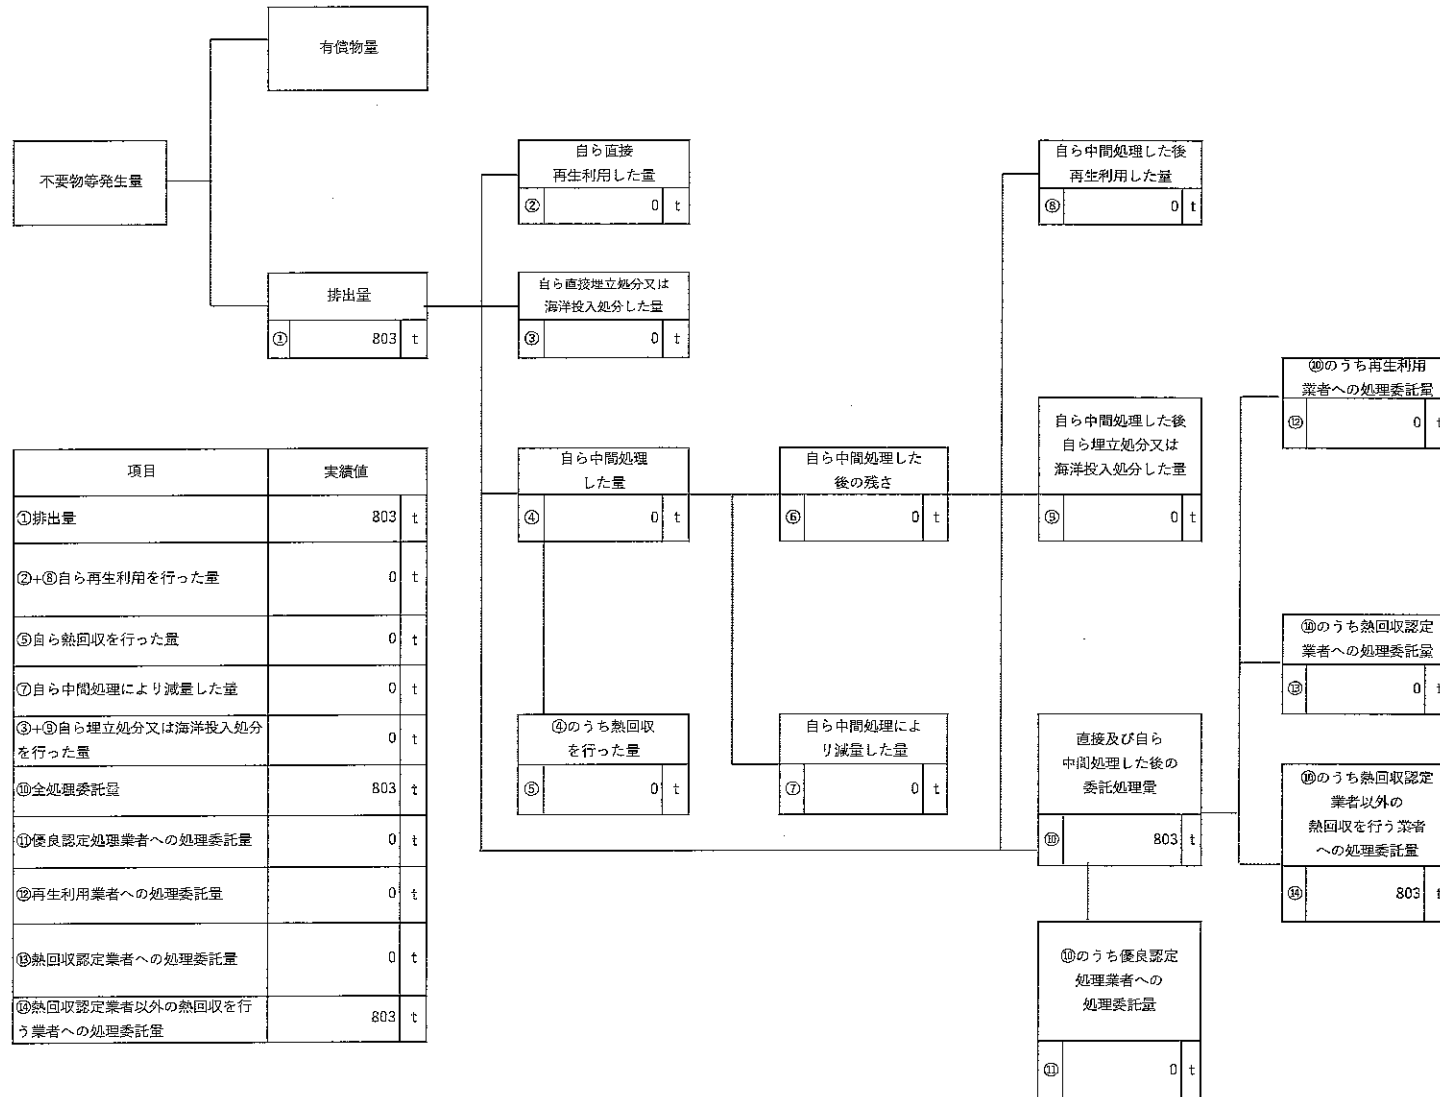 有償物量
不要物等発生量
自ら直接
再生利用した量
② 0 t
自ら中間処理した後
再生利用した量
⑧ 0 t
排出量
① 803 t
自ら直接埋立処分又は
海洋投入処分した量
③ 0 t
⑩のうち再生利用
業者への処理委託量
⑫ 0 t
自ら中間処理
した量
④ 0 t
自ら中間処理した
後の残さ
⑥ 0 t
自ら中間処理した後
自ら埋立処分又は
海洋投入処分した量
⑨ 0 t
⑩のうち熱回収認定
業者への処理委託量
⑬ 0 t
④のうち熱回収
を行った量
⑤ 0 t
自ら中間処理によ
り減量した量
⑦ 0 t
直接及び自ら
中間処理した後の
委託処理量
⑩ 803 t
⑩のうち熱回収認定
業者以外の
熱回収を行う業者
への処理委託量
⑭ 803 t
⑩のうち優良認定
処理業者への
処理委託量
⑪ 0 t
項目 実績値
①排出量 803 t
②+⑧自ら再生利用を行った量 0 t
⑤自ら熱回収を行った量 0 t
⑦自ら中間処理により減量した量 0 t
③+⑨自ら埋立処分又は海洋投入処分
を行った量 0 t
⑩全処理委託量 803 t
⑪優良認定処理業者への処理委託量 0 t
⑫再生利用業者への処理委託量 0 t
⑬熱回収認定業者への処理委託量 0 t
⑭熱回収認定業者以外の熱回収を行
う業者への処理委託量 803 t